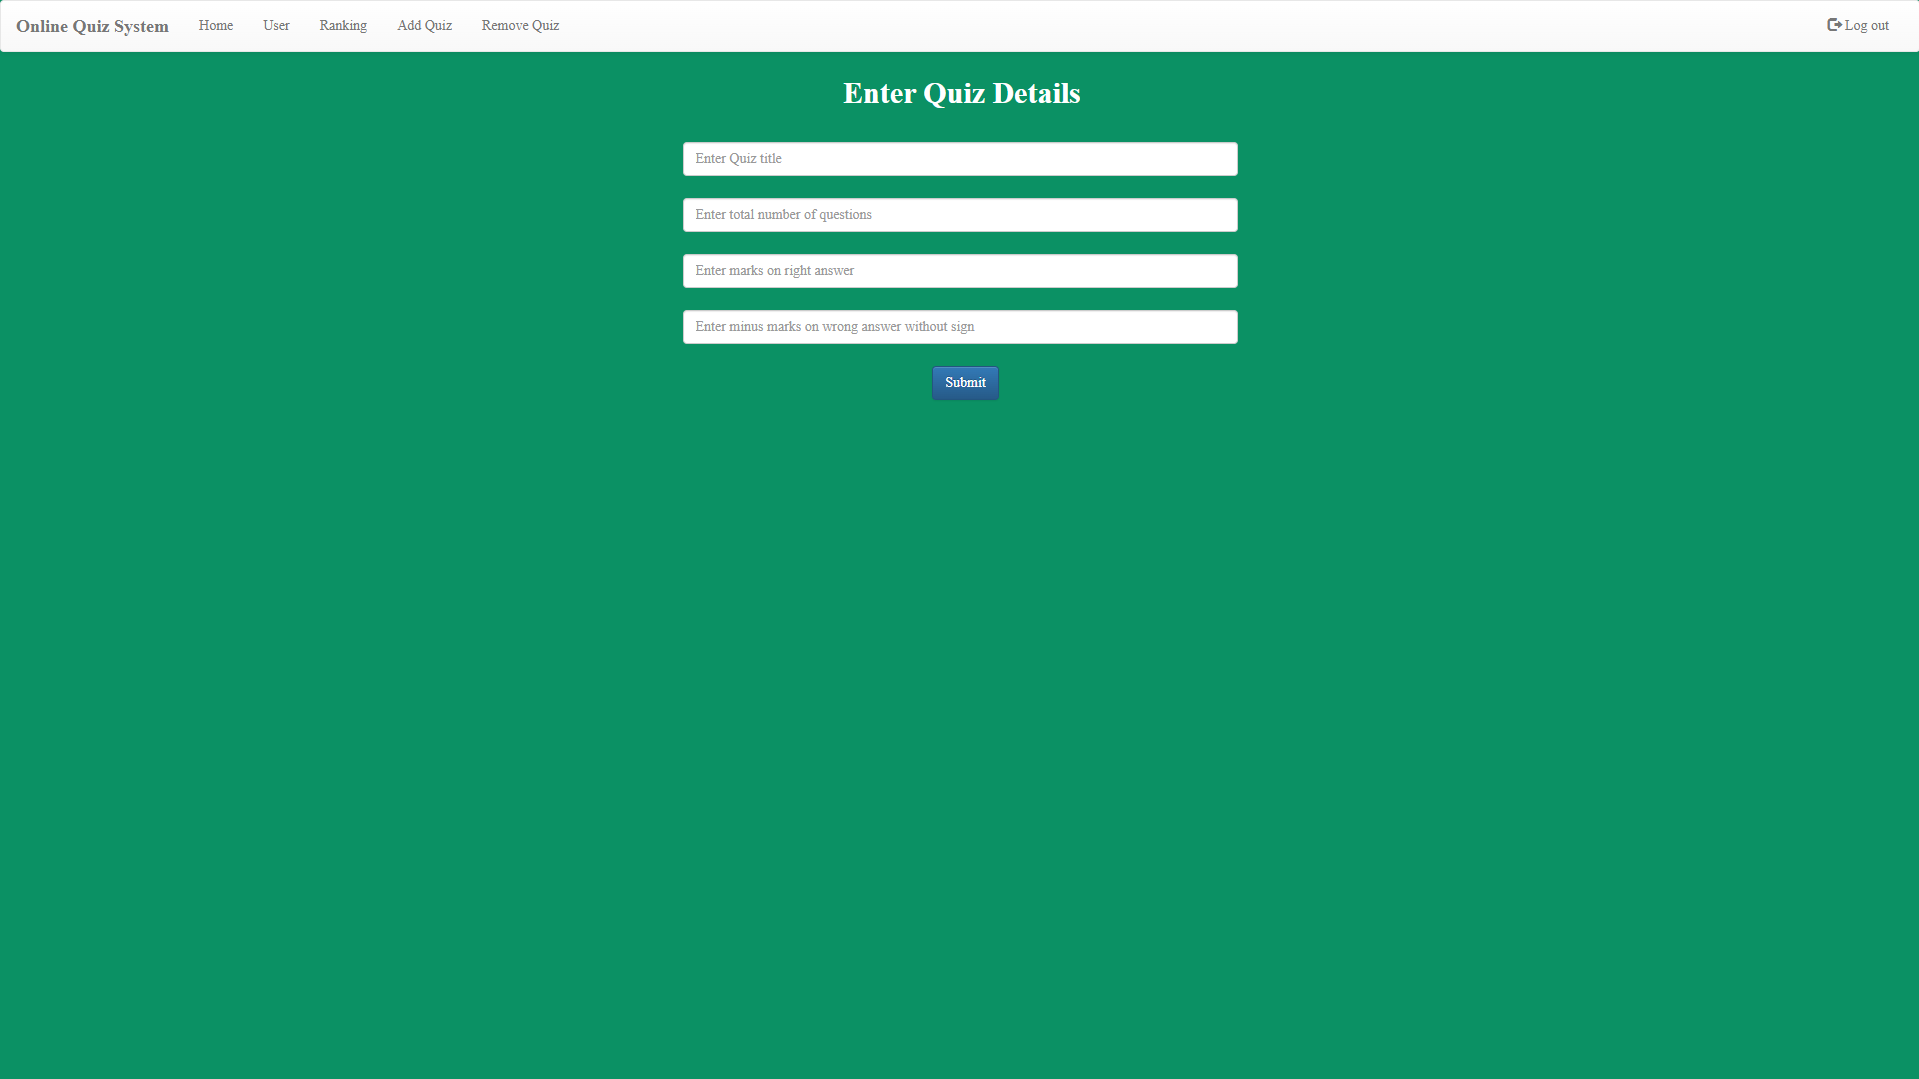 Online Quiz System Home User Ranking Add Quiz Remove Quiz Log out
Enter Quiz Details
Enter Quiz title
Enter total number of questions
Enter marks on right answer
Enter minus marks on wrong answer without sign
Submit